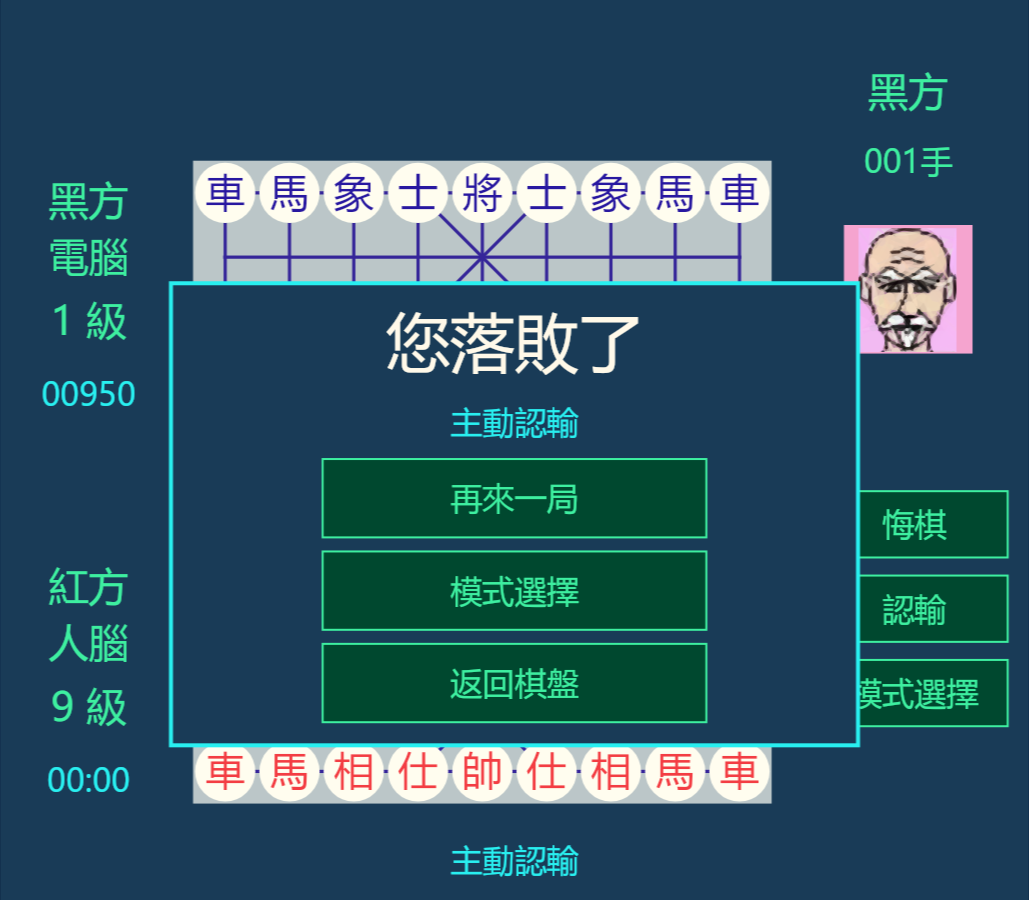 黑方
001手
黑方
電腦
1 級
00950
車馬象士將士象馬車
您落敗了
主動認輸
再來一局
模式選擇
返回棋盤
悔棋
認輸
模式選擇
紅方
人腦
9 級
00:00
車馬相仕帥仕相馬車
主動認輸